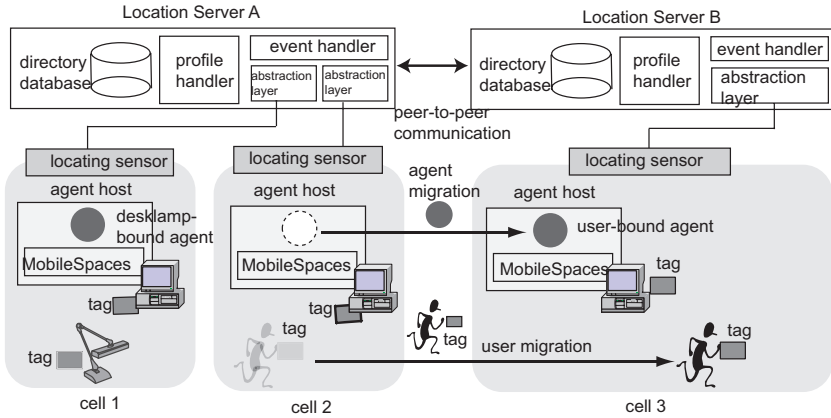 Location Server A
Location Server B
directory
database
profile
handler
event handler
abstraction
layer
abstraction
layer
directory
database
profile
handler
event handler
abstraction
layer
peer-to-peer
communication
locating sensor
locating sensor
locating sensor
agent host
desklamp-
bound agent
MobileSpaces
tag
tag
cell 1
agent host
MobileSpaces
tag
tag
cell 2
agent
migration
tag
user migration
agent host
user-bound agent
MobileSpaces
tag
tag
cell 3